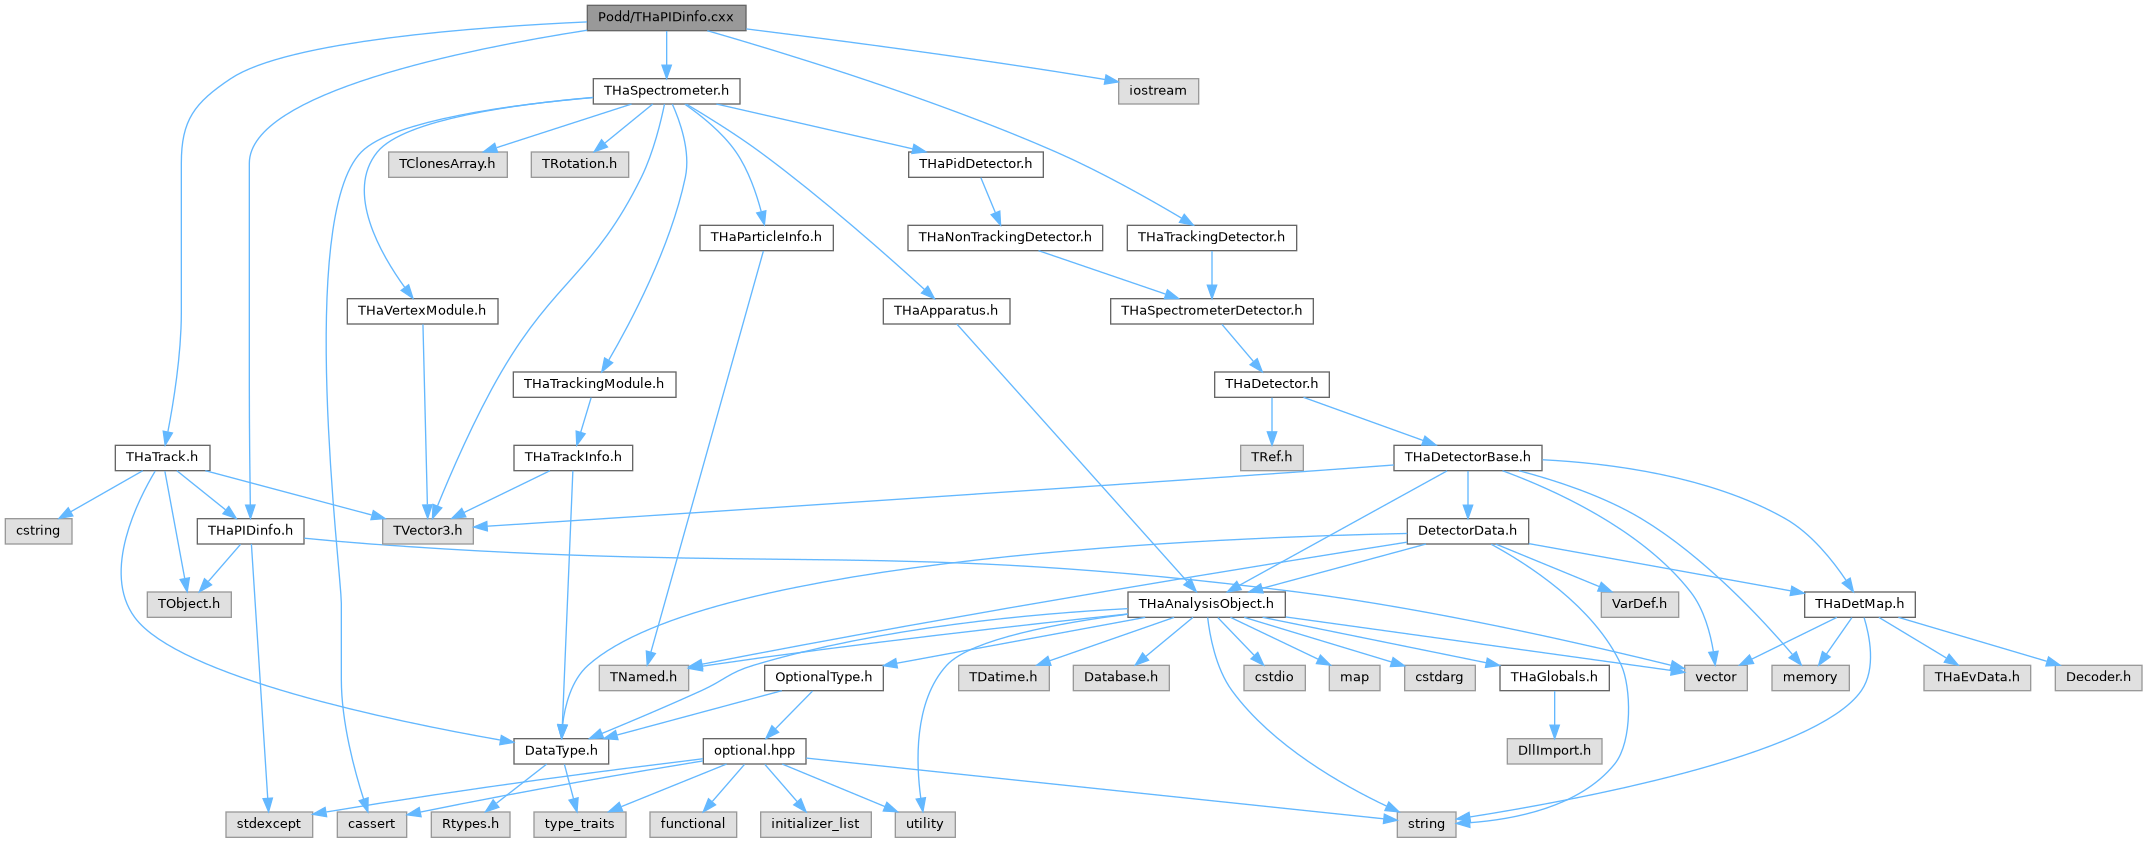 Podd/THaPIDinfo.cxx
THaSpectrometer.h
iostream
TClonesArray.h
TRotation.h
THaPidDetector.h
THaParticleInfo.h
THaNonTrackingDetector.h
THaTrackingDetector.h
THaVertexModule.h
THaApparatus.h
THaSpectrometerDetector.h
THaTrackingModule.h
THaDetector.h
THaTrack.h
THaTrackInfo.h
TRef.h
THaDetectorBase.h
cstring
THaPIDinfo.h
TVector3.h
DetectorData.h
TObject.h
THaAnalysisObject.h
VarDef.h
THaDetMap.h
TNamed.h
OptionalType.h
TDatime.h
Database.h
cstdio
map
cstdarg
THaGlobals.h
vector
memory
THaEvData.h
Decoder.h
DataType.h
optional.hpp
DllImport.h
stdexcept
cassert
Rtypes.h
type_traits
functional
initializer_list
utility
string